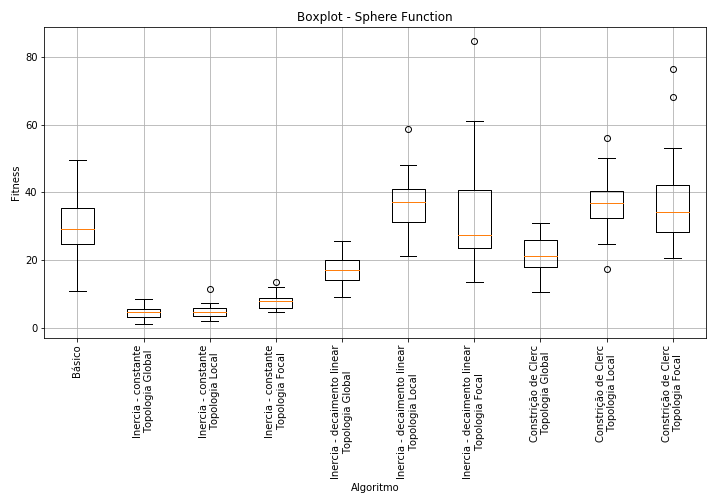 Boxplot - Sphere Function
Fitness
80
60
40
20
0
Básico
Inercia - constante
Topologia Global
Inercia - constante
Topologia Local
Inercia - constante
Topologia Focal
Inercia - decaimento linear
Topologia Global
Inercia - decaimento linear
Topologia Local
Inercia - decaimento linear
Topologia Focal
Constrição de Clerc
Topologia Global
Constrição de Clerc
Topologia Local
Constrição de Clerc
Topologia Focal
Algoritmo